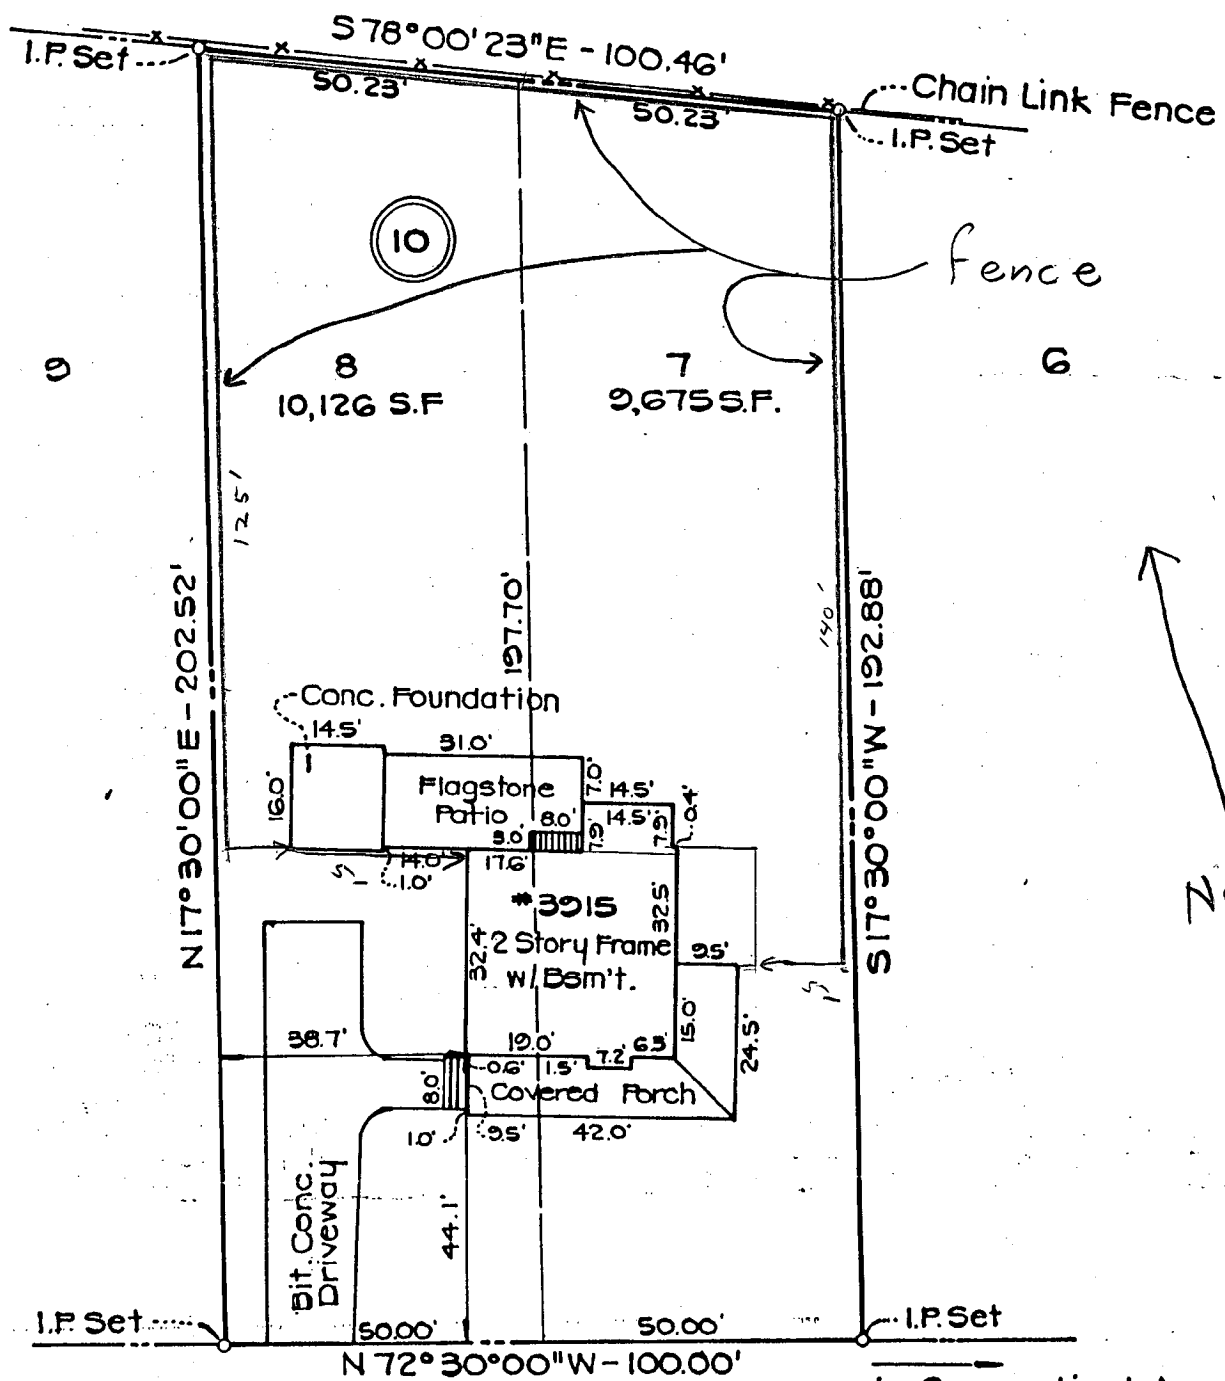 S 78°00'23"E - 100.46'
I.P. Set
50.23'
50.23'
Chain Link Fence
I.P. Set
10
fence
9
8
10,126 S.F
7
9,675 S.F.
6
125'
N17°30'00"E - 202.52'
197.70'
140'
S17°30'00"W - 192.88'
Conc. Foundation
14.5'
31.0'
16.0'
Flagstone
Patio
7.0'
14.5'
14.5'
0.4'
8.0'
3.0'
7.9'
7.9'
14.0'
17.6'
1.0'
#3915
2 Story Frame
w/Bsm't.
32.4'
32.5'
9.5'
15.0'
24.5'
38.7'
19.0'
7.2'
6.3
0.6'
1.5'
8.0'
Covered Porch
1.0'
9.5'
42.0'
44.1'
Bit. Conc.
Driveway
I.P. Set
50.00'
50.00'
I.P. Set
N 72°30'00"W - 100.00'